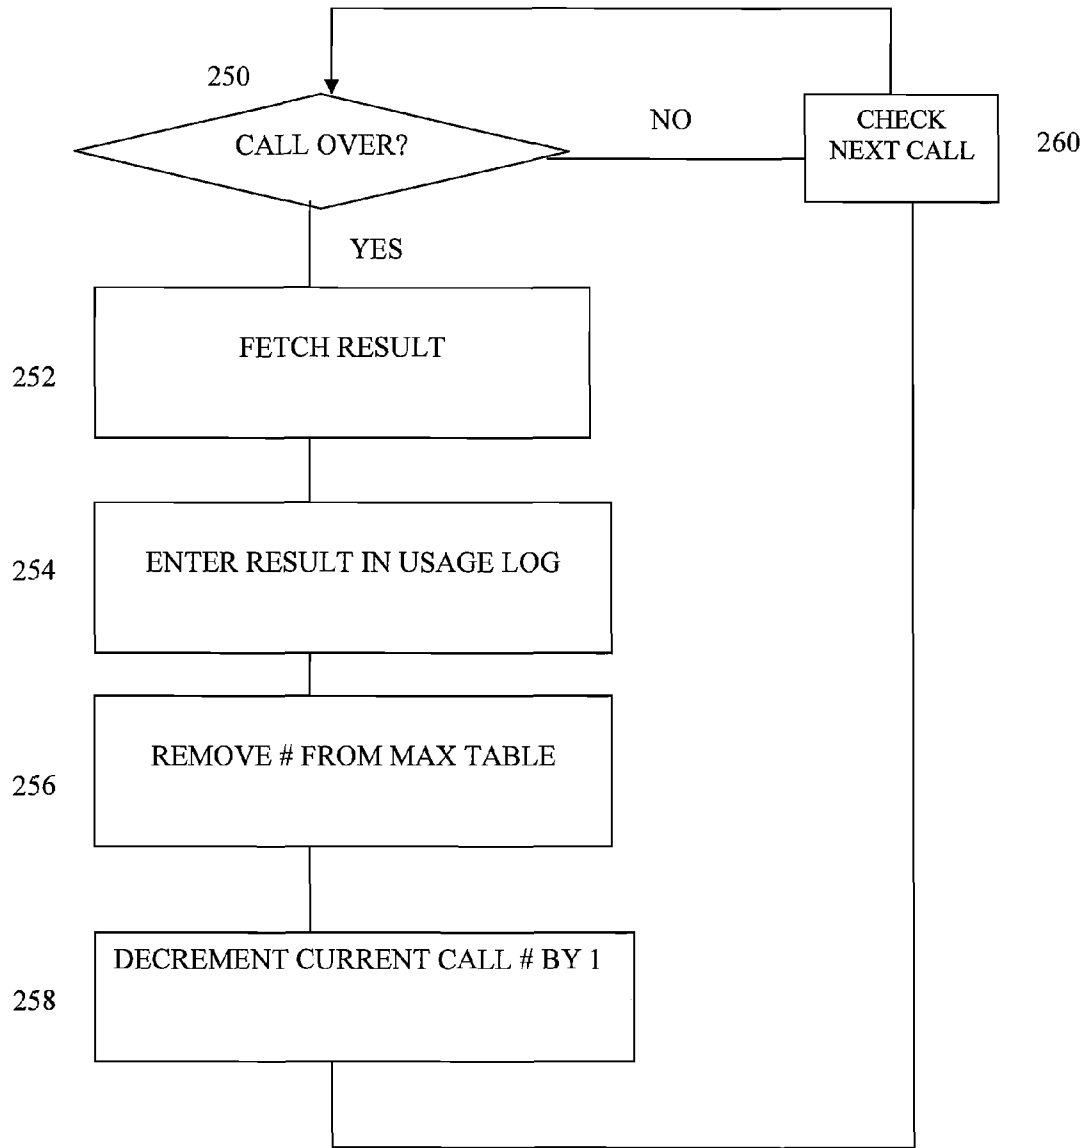 250
CALL OVER?
NO
CHECK
NEXT CALL
260
YES
FETCH RESULT
252
ENTER RESULT IN USAGE LOG
254
REMOVE # FROM MAX TABLE
256
DECREMENT CURRENT CALL # BY 1
258